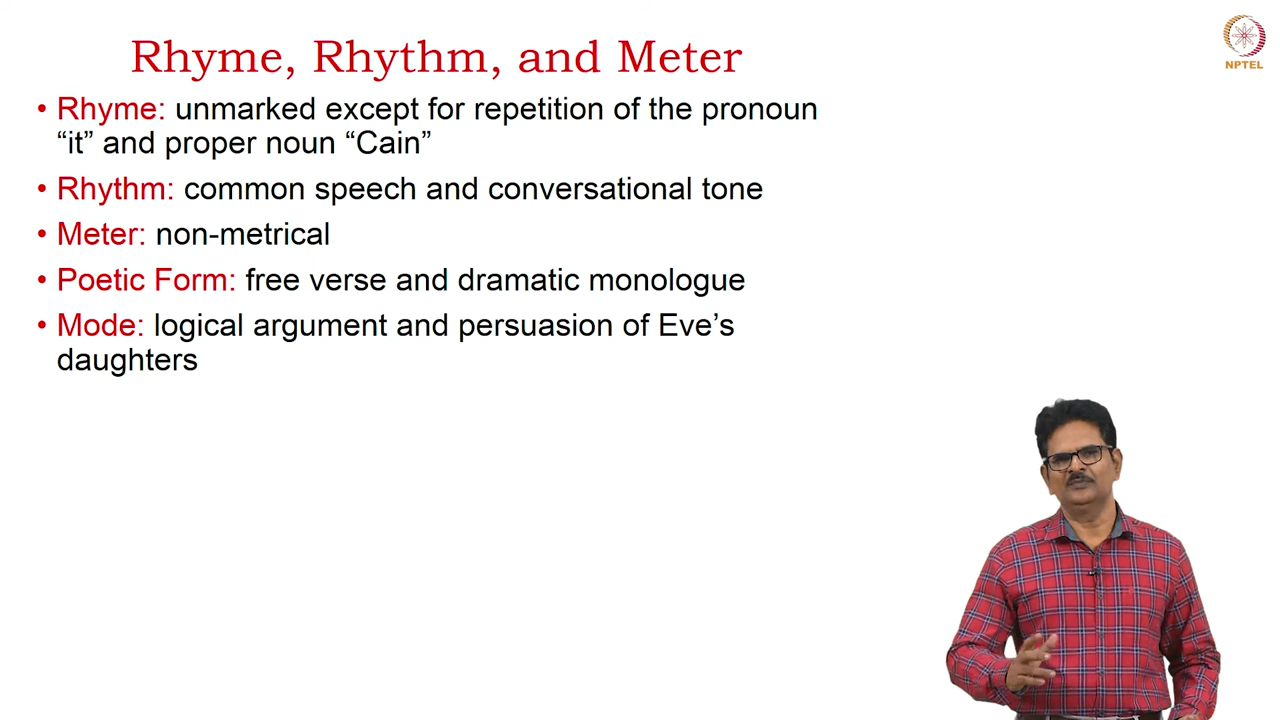 Rhyme, Rhythm, and Meter
NPTEL
• Rhyme: unmarked except for repetition of the pronoun
“it” and proper noun “Cain”
• Rhythm: common speech and conversational tone
• Meter: non-metrical
• Poetic Form: free verse and dramatic monologue
• Mode: logical argument and persuasion of Eve’s
daughters